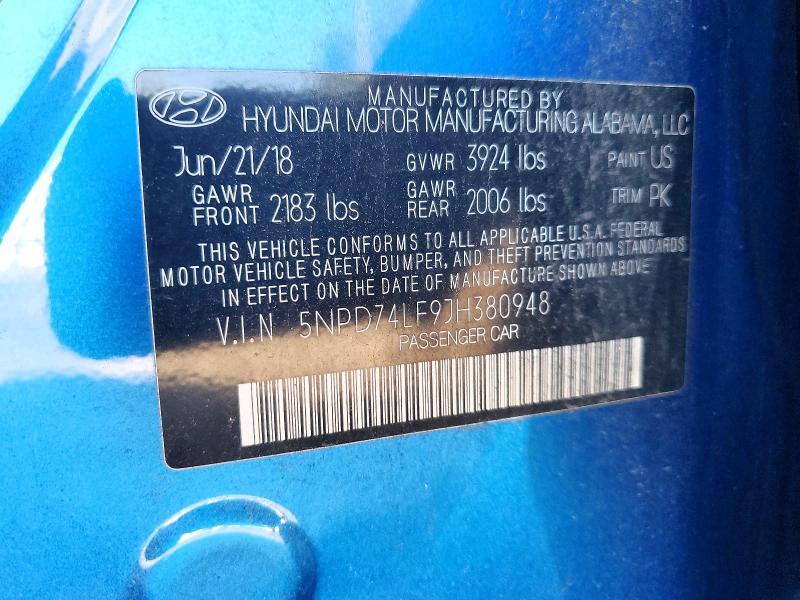 MANUFACTURED BY
HYUNDAI MOTOR MANUFACTURING ALABAMA, LLC
Jun/21/18 GVWR 3924 lbs PAINT US
GAWR FRONT 2183 lbs GAWR REAR 2006 lbs TRIM PK
THIS VEHICLE CONFORMS TO ALL APPLICABLE U.S.A. FEDERAL
MOTOR VEHICLE SAFETY, BUMPER, AND THEFT PREVENTION STANDARDS
IN EFFECT ON THE DATE OF MANUFACTURE SHOWN ABOVE
V.I.N 5NPD74LF9JH380948
PASSENGER CAR